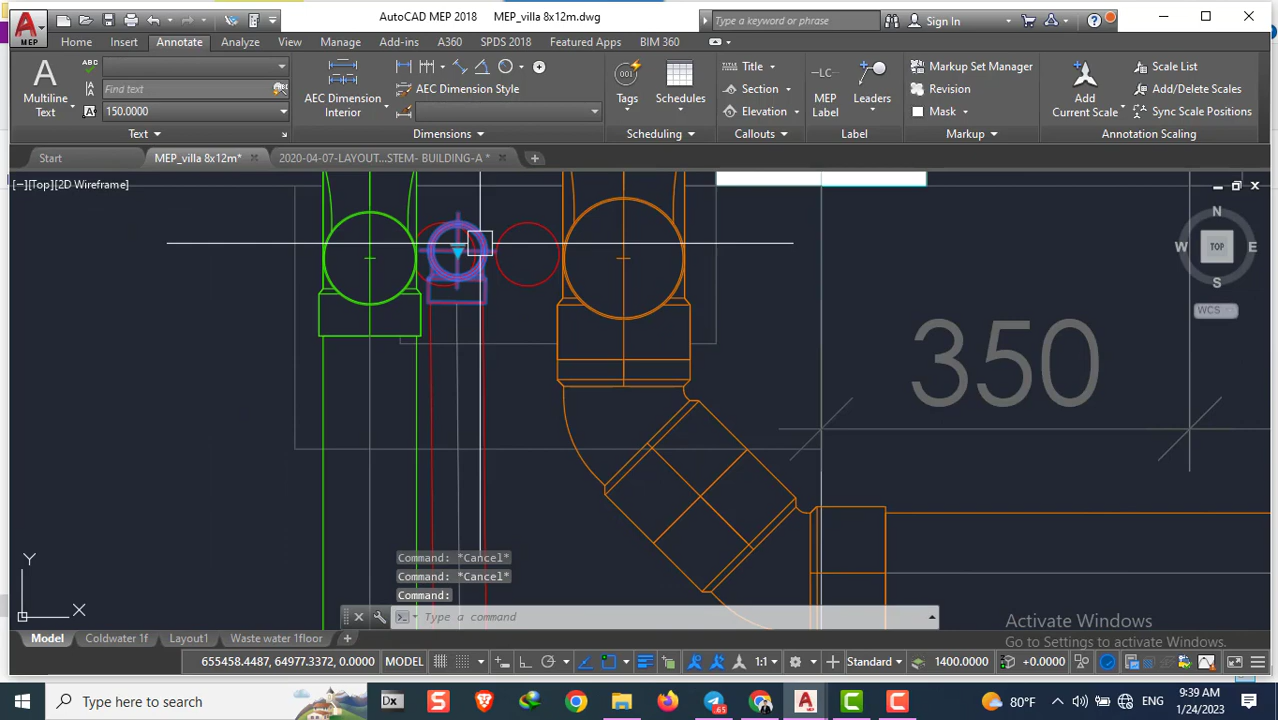 AutoCAD MEP 2018 MEP_villa 8x12m.dwg
Type a keyword or phrase
Sign In
MEP
Home Insert Annotate Analyze View Manage Add-ins A360 SPDS 2018 Featured Apps BIM 360
ABC
A
Multiline
Text
Find text
150.0000
Text
AEC Dimension
Interior
AEC Dimension Style
Dimensions
001
Tags
Schedules
Scheduling
Title
Section
Elevation
Callouts
-LC-
MEP
Label
Leaders
Label
Markup Set Manager
Revision
Mask
Markup
Add
Current Scale
Scale List
Add/Delete Scales
Sync Scale Positions
Annotation Scaling
Start MEP_villa 8x12m* 2020-04-07-LAYOUT...STEM- BUILDING-A *
[−][Top][2D Wireframe]
N
W TOP E
S
WCS
350
Y
X
Command: *Cancel*
Command: *Cancel*
Command:
Type a command
Activate Windows
Go to Settings to activate Windows.
Model Coldwater 1f Layout1 Waste water 1floor
655458.4487, 64977.3372, 0.0000 MODEL 1:1 Standard 1400.0000 +0.0000
Type here to search
Dx
S
.65
80°F
ENG
9:39 AM
1/24/2023